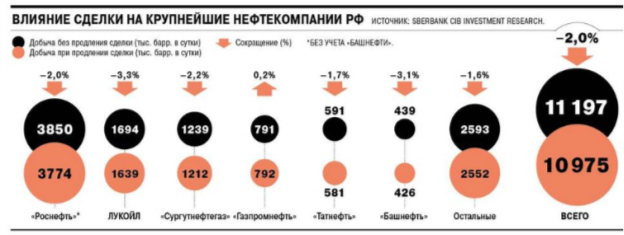 ВЛИЯНИЕ СДЕЛКИ НА КРУПНЕЙШИЕ НЕФТЕКОМПАНИИ РФ ИСТОЧНИК: SBERBANK CIB INVESTMENT RESEARCH.
Добыча без продления сделки (тыс. барр. в сутки) Сокращение (%) *БЕЗ УЧЕТА «БАШНЕФТИ».
Добыча при продления сделки (тыс. барр. в сутки)
–2,0%
–2,0% –3,3% –2,2% 0,2% –1,7% –3,1% –1,6%
591 439
11 197
3850 1694 1239 791 2593
3774 1639 1212 792 2552
10 975
581 426
«Роснефть»* ЛУКОЙЛ «Сургутнефтегаз» «Газпромнефть» «Татнефть» «Башнефть» Остальные ВСЕГО